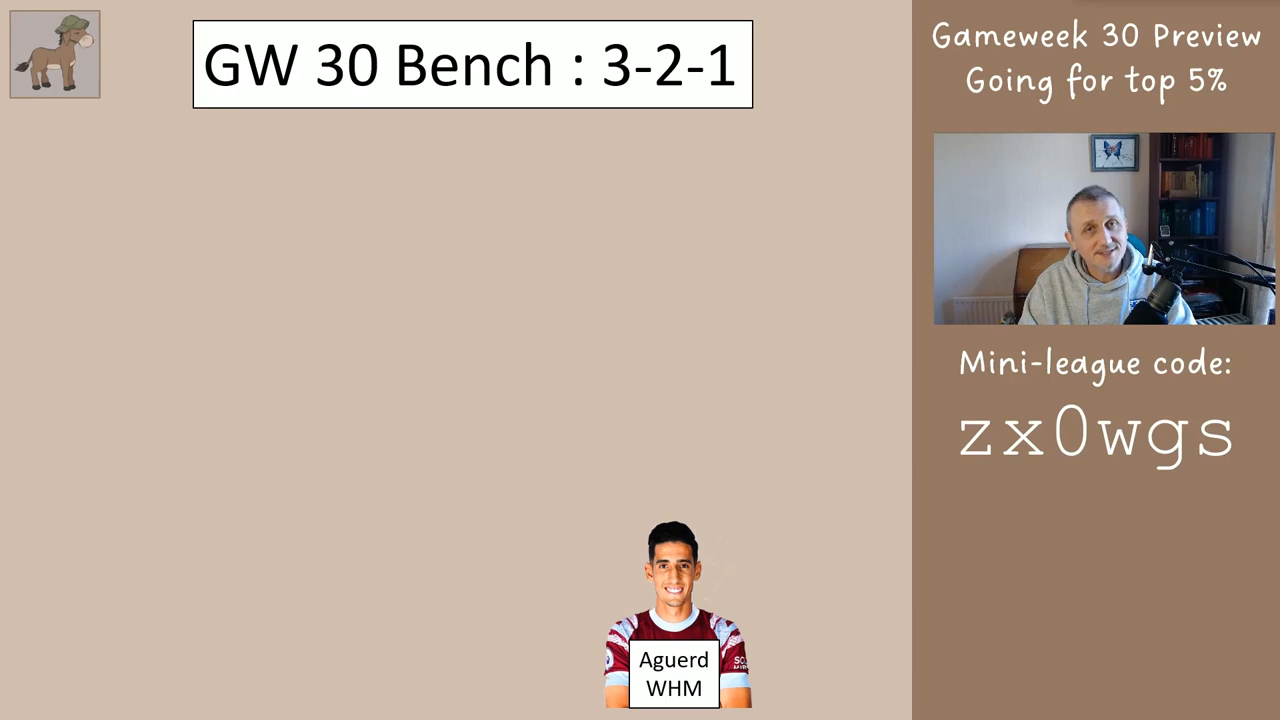 GW 30 Bench : 3-2-1
Gameweek 30 Preview
Going for top 5%
Mini-league code:
zx0wgs
Aguerd
WHM